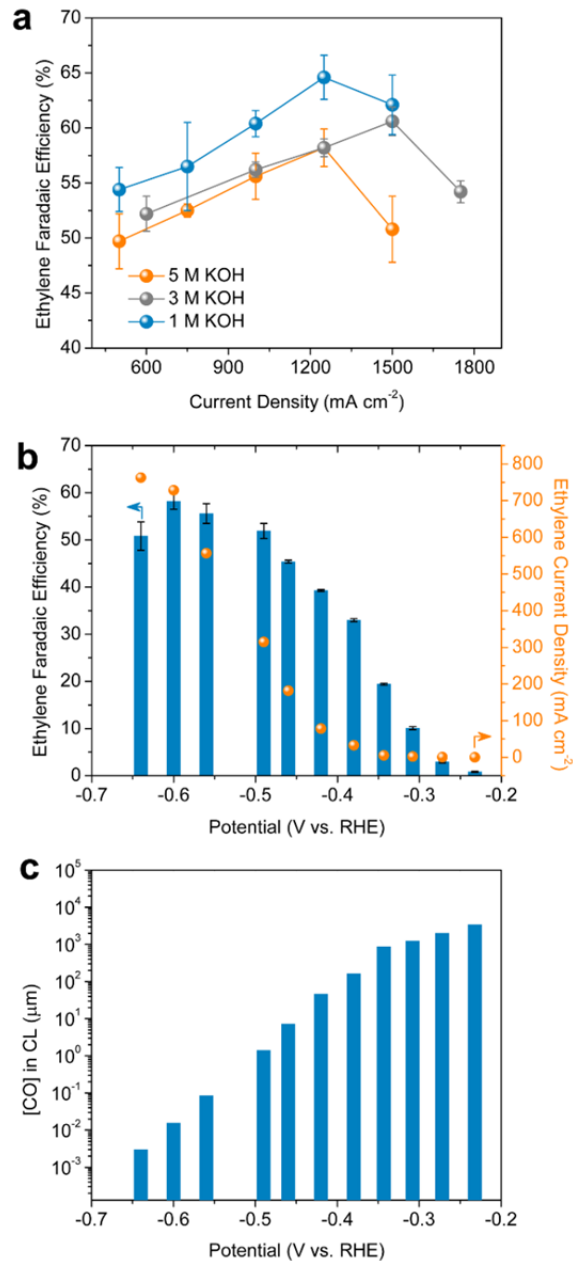 a
Ethylene Faradaic Efficiency (%)
70
65
60
55
50
45
40
5 M KOH
3 M KOH
1 M KOH
600 900 1200 1500 1800
Current Density (mA cm⁻²)
b
Ethylene Faradaic Efficiency (%)
70
60
50
40
30
20
10
0
800
700
600
500
400
300
200
100
0
Ethylene Current Density (mA cm⁻²)
-0.7 -0.6 -0.5 -0.4 -0.3 -0.2
Potential (V vs. RHE)
c
[CO] in CL (μm)
10⁵
10⁴
10³
10²
10¹
10⁰
10⁻¹
10⁻²
10⁻³
-0.7 -0.6 -0.5 -0.4 -0.3 -0.2
Potential (V vs. RHE)